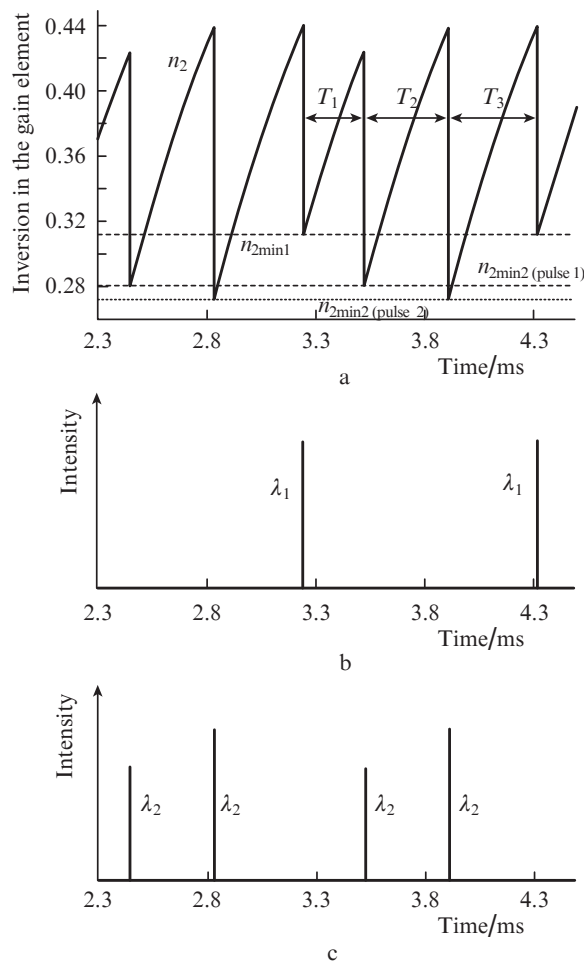 Inversion in the gain element
0.44
0.40
0.36
0.32
0.28
n2
T1
T2
T3
n2min1
n2min2 (pulse 1)
n2min2 (pulse 2)
2.3 2.8 3.3 3.8 4.3
Time/ms
a
Intensity
λ1
λ1
2.3 2.8 3.3 3.8 4.3
Time/ms
b
Intensity
λ2
λ2
λ2
λ2
2.3 2.8 3.3 3.8 4.3
Time/ms
c